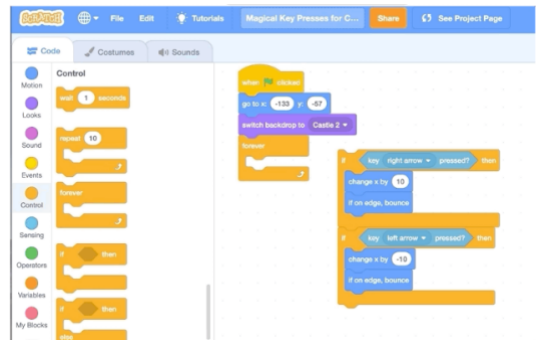 SCRATCH
File Edit Tutorials Magical Key Presses for C... Share See Project Page
Code Costumes Sounds
Motion
Looks
Sound
Events
Control
Sensing
Operators
Variables
My Blocks
Control
wait 1 seconds
repeat 10
forever
if then
if then
else
when clicked
go to x: -133 y: -57
switch backdrop to Castle 2
forever
if key right arrow pressed? then
change x by 10
if on edge, bounce
if key left arrow pressed? then
change x by -10
if on edge, bounce